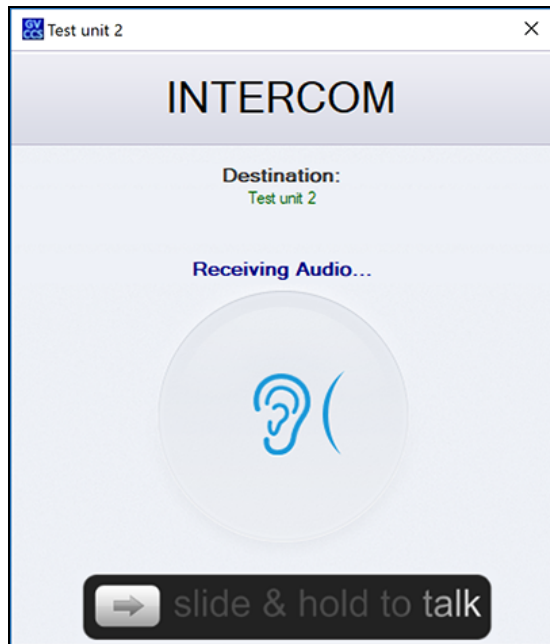 GV
CCS
Test unit 2
INTERCOM
Destination:
Test unit 2
Receiving Audio...
slide & hold to talk